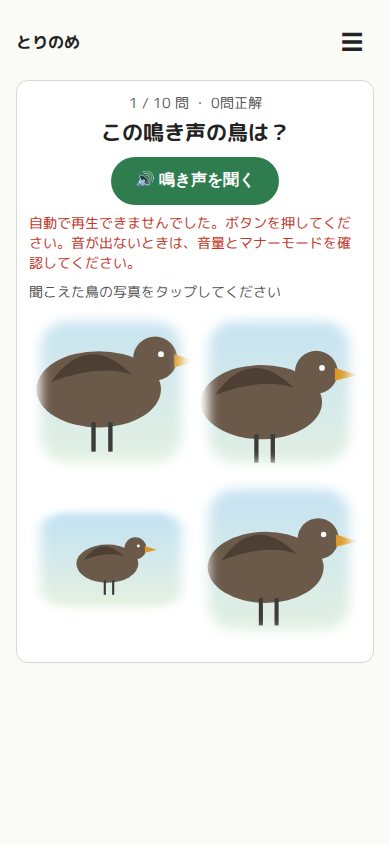 とりのめ
1 / 10 問 · 0問正解
この鳴き声の鳥は？
🔊 鳴き声を聞く
自動で再生できませんでした。ボタンを押してくだ
さい。音が出ないときは、音量とマナーモードを確
認してください。
聞こえた鳥の写真をタップしてください